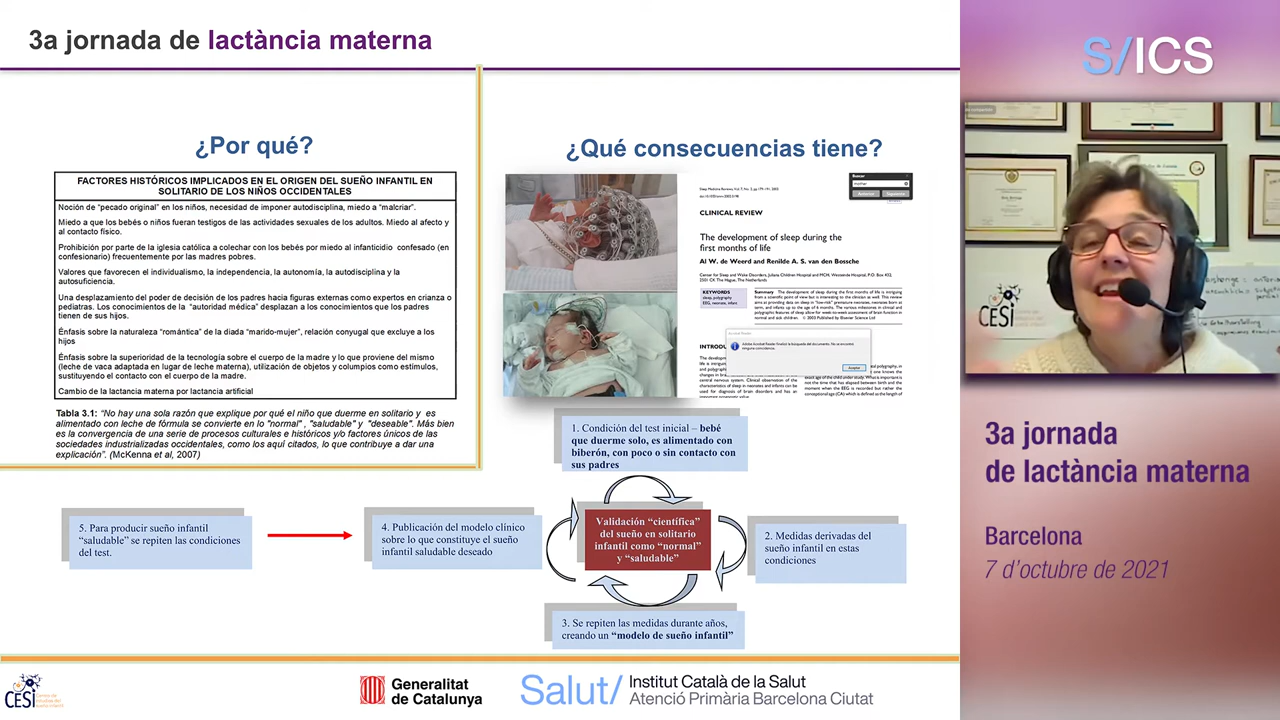 3a jornada de lactància materna
¿Por qué?
FACTORES HISTÓRICOS IMPLICADOS EN EL ORIGEN DEL SUEÑO INFANTIL EN
SOLITARIO DE LOS NIÑOS OCCIDENTALES
Noción de "pecado original" en los niños, necesidad de imponer autodisciplina, miedo a "malcriar".
Miedo a que los bebés o niños fueran testigos de las actividades sexuales de los adultos. Miedo al afecto y
al contacto físico.
Prohibición por parte de la iglesia católica a colechar con los bebés por miedo al infanticidio confesado (en
confesionario) frecuentemente por las madres pobres.
Valores que favorecen el individualismo, la independencia, la autonomía, la autodisciplina y la
autosuficiencia.
Una desplazamiento del poder de decisión de los padres hacia figuras externas como expertos en crianza o
pediatras. Los conocimientos de la "autoridad médica" desplazan a los conocimientos que los padres
tienen de sus hijos.
Énfasis sobre la naturaleza "romántica" de la diada "marido-mujer", relación conyugal que excluye a los
hijos
Énfasis sobre la superioridad de la tecnología sobre el cuerpo de la madre y lo que proviene del mismo
(leche de vaca adaptada en lugar de leche materna), utilización de objetos y columpios como estímulos,
sustituyendo el contacto con el cuerpo de la madre.
Cambio de la lactancia materna por lactancia artificial
Tabla 3.1: "No hay una sola razón que explique por qué el niño que duerme en solitario y es
alimentado con leche de fórmula se convierte en lo "normal" , "saludable" y "deseable". Más bien
es la convergencia de una serie de procesos culturales e históricos y/o factores únicos de las
sociedades industrializadas occidentales, como los aquí citados, lo que contribuye a dar una
explicación". (McKenna et al, 2007)
¿Qué consecuencias tiene?
Buscar
mother
Anterior Siguiente
CLINICAL REVIEW
The development of sleep during the
first months of life
Al W. de Weerd and Renilde A. S. van den Bossche
KEYWORDS
sleep, polygraphy
EEG, neonate, infant
Aceptar
1. Condición del test inicial – bebé
que duerme solo, es alimentado con
biberón, con poco o sin contacto con
sus padres
Validación "científica"
del sueño en solitario
infantil como "normal"
y "saludable"
2. Medidas derivadas del
sueño infantil en estas
condiciones
3. Se repiten las medidas durante años,
creando un "modelo de sueño infantil"
4. Publicación del modelo clínico
sobre lo que constituye el sueño
infantil saludable deseado
5. Para producir sueño infantil
"saludable" se repiten las condiciones
del test.
CESI
Generalitat
de Catalunya
Salut/ Institut Català de la Salut
Atenció Primària Barcelona Ciutat
S/ICS
CESI
3a jornada
de lactància materna
Barcelona
7 d'octubre de 2021